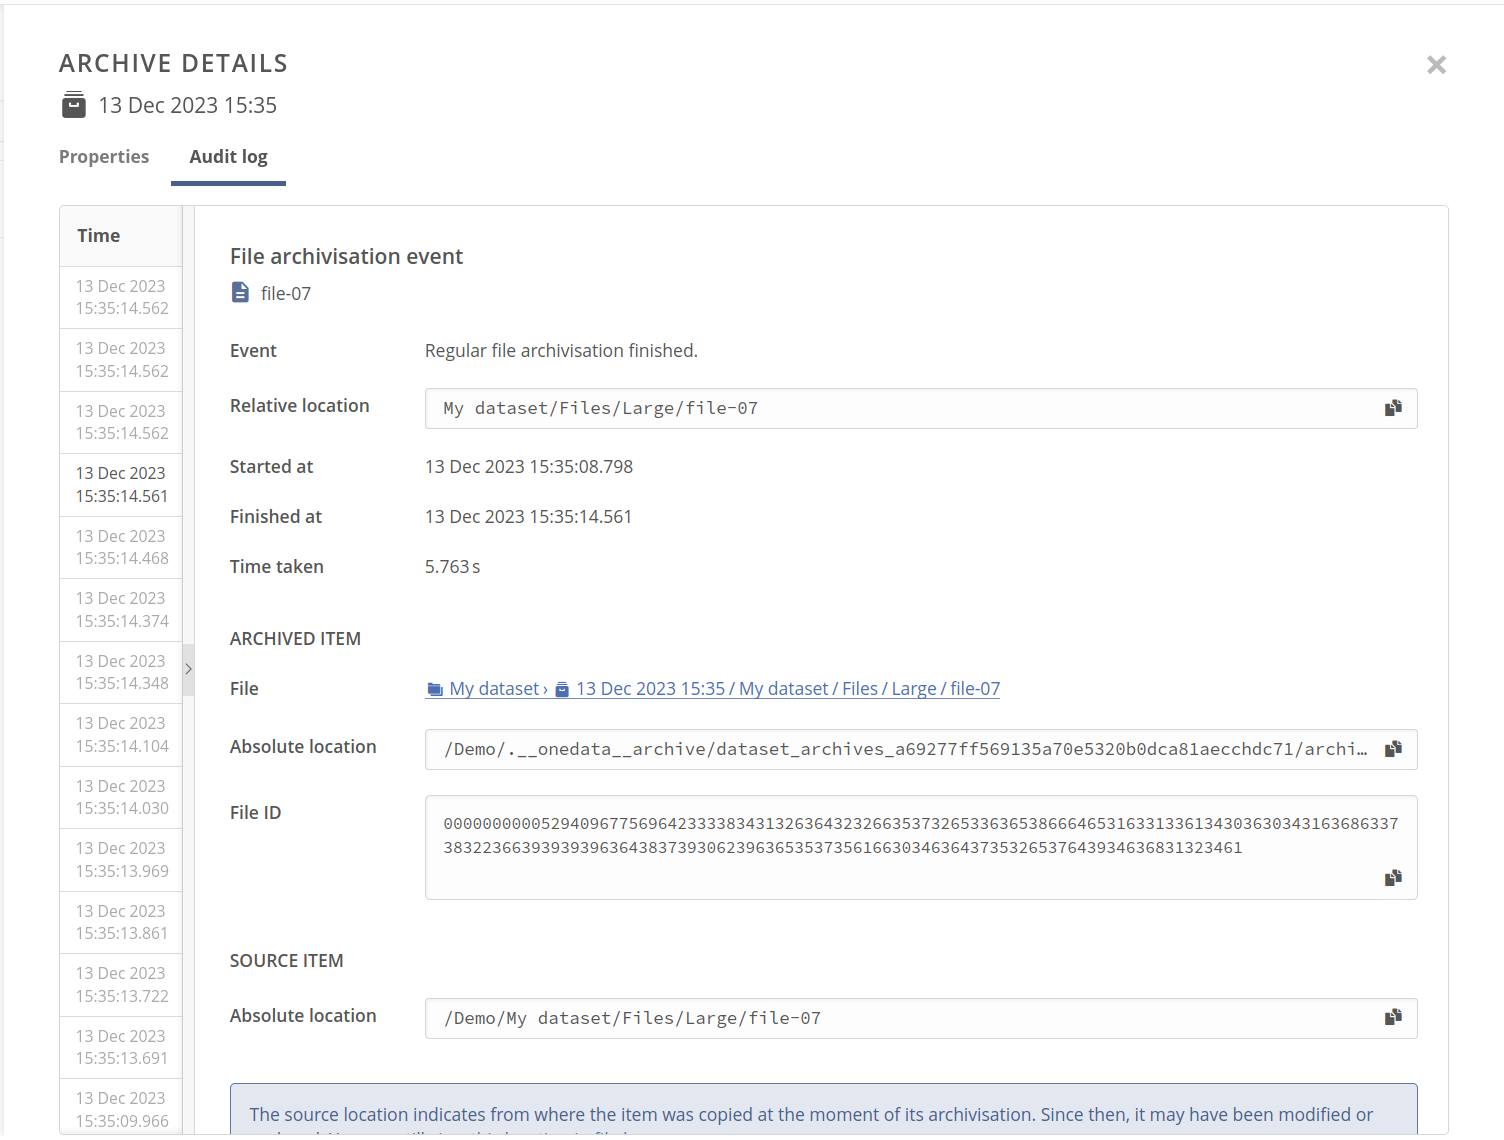 ARCHIVE DETAILS
13 Dec 2023 15:35
Properties
Audit log
Time
13 Dec 2023
15:35:14.562
13 Dec 2023
15:35:14.562
13 Dec 2023
15:35:14.562
13 Dec 2023
15:35:14.561
13 Dec 2023
15:35:14.468
13 Dec 2023
15:35:14.374
13 Dec 2023
15:35:14.348
13 Dec 2023
15:35:14.104
13 Dec 2023
15:35:14.030
13 Dec 2023
15:35:13.969
13 Dec 2023
15:35:13.861
13 Dec 2023
15:35:13.722
13 Dec 2023
15:35:13.691
13 Dec 2023
15:35:09.966
File archivisation event
file-07
Event
Regular file archivisation finished.
Relative location
My dataset/Files/Large/file-07
Started at
13 Dec 2023 15:35:08.798
Finished at
13 Dec 2023 15:35:14.561
Time taken
5.763 s
ARCHIVED ITEM
File
My dataset › 13 Dec 2023 15:35 / My dataset / Files / Large / file-07
Absolute location
/Demo/.__onedata__archive/dataset_archives_a69277ff569135a70e5320b0dca81aecchdc71/archi…
File ID
00000000005294096775696423333834313263643232663537326533636538666465316331336134303630343163686337
3832236639393939636438373930623963653537356166303463643735326537643934636831323461
SOURCE ITEM
Absolute location
/Demo/My dataset/Files/Large/file-07
The source location indicates from where the item was copied at the moment of its archivisation. Since then, it may have been modified or